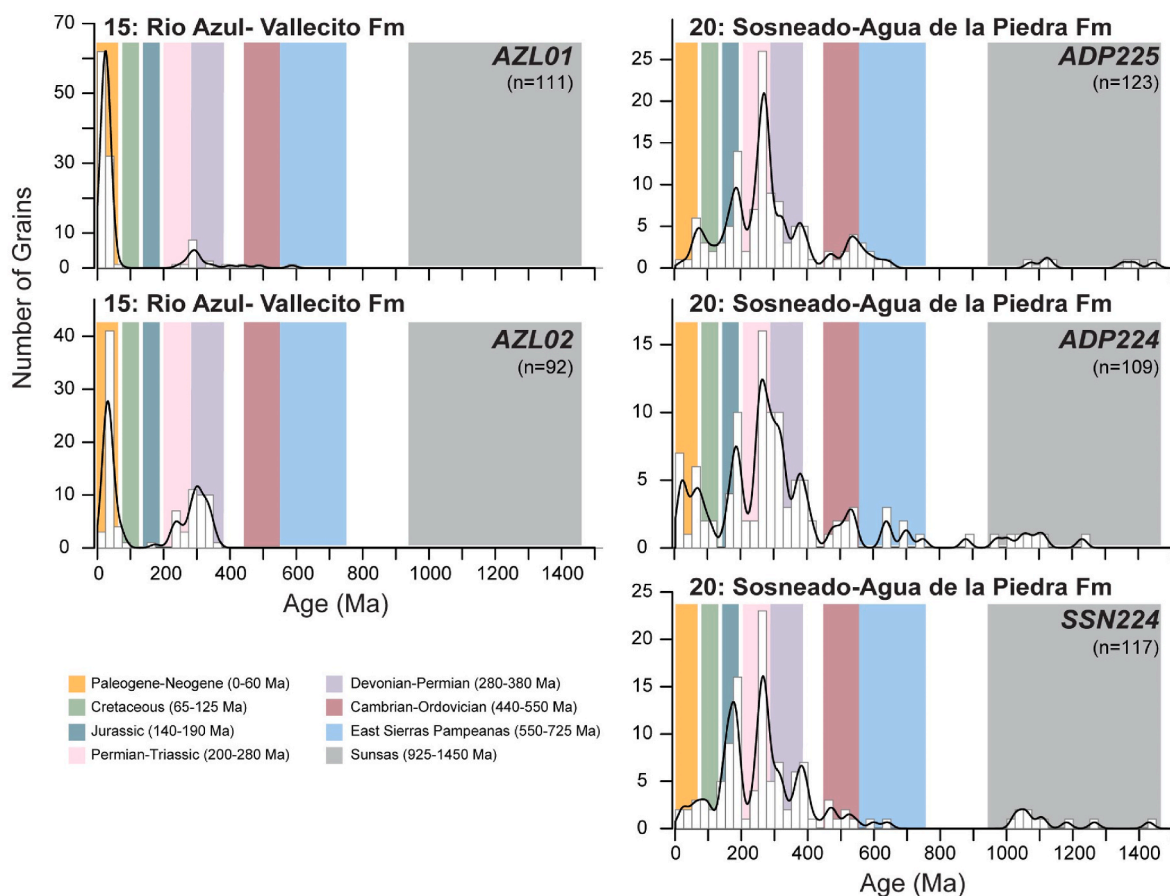 15: Rio Azul- Vallecito Fm
AZL01
(n=111)
70
50
30
10
0
15: Rio Azul- Vallecito Fm
AZL02
(n=92)
40
30
20
10
0
Number of Grains
0 200 400 600 800 1000 1200 1400
Age (Ma)
20: Sosneado-Agua de la Piedra Fm
ADP225
(n=123)
25
20
15
10
5
0
20: Sosneado-Agua de la Piedra Fm
ADP224
(n=109)
15
10
5
0
20: Sosneado-Agua de la Piedra Fm
SSN224
(n=117)
25
20
15
10
5
0
0 200 400 600 800 1000 1200 1400
Age (Ma)
Paleogene-Neogene (0-60 Ma)
Cretaceous (65-125 Ma)
Jurassic (140-190 Ma)
Permian-Triassic (200-280 Ma)
Devonian-Permian (280-380 Ma)
Cambrian-Ordovician (440-550 Ma)
East Sierras Pampeanas (550-725 Ma)
Sunsas (925-1450 Ma)